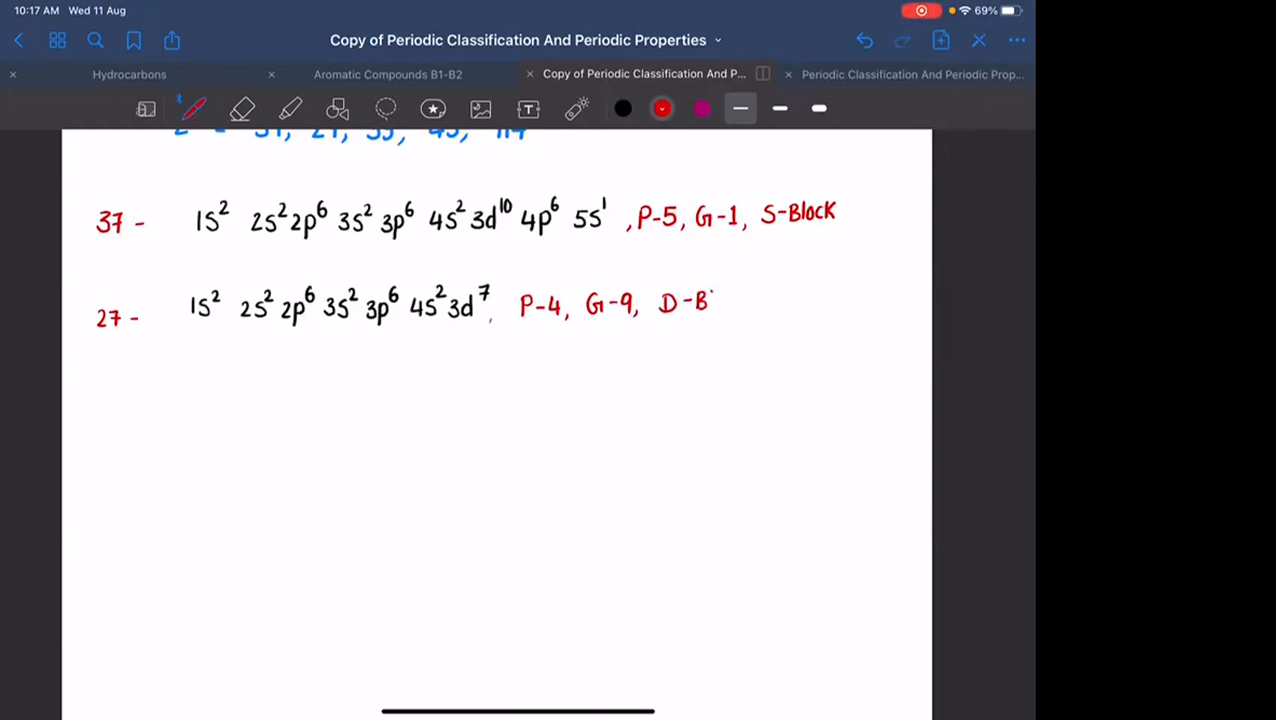 10:17 AM Wed 11 Aug
69%
Copy of Periodic Classification And Periodic Properties
Hydrocarbons
Aromatic Compounds B1-B2
Copy of Periodic Classification And P...
Periodic Classification And Periodic Prop...
37 - 1S² 2S² 2p⁶ 3S² 3p⁶ 4S² 3d¹⁰ 4p⁶ 5S¹ , P-5, G-1, S-Block
27 - 1S² 2S² 2p⁶ 3S² 3p⁶ 4S² 3d⁷, P-4, G-9, D-B